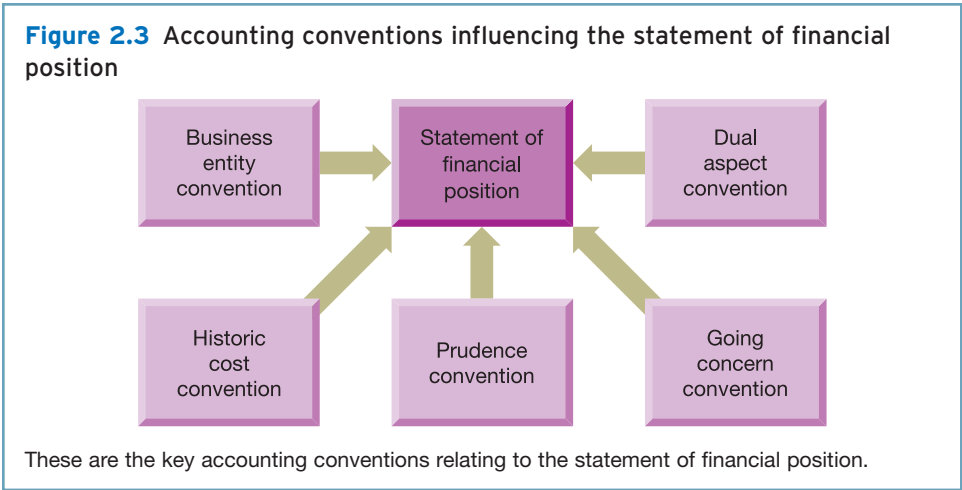 Figure 2.3 Accounting conventions influencing the statement of financial
position
Business
entity
convention
Statement of
financial
position
Dual
aspect
convention
Historic
cost
convention
Prudence
convention
Going
concern
convention
These are the key accounting conventions relating to the statement of financial position.